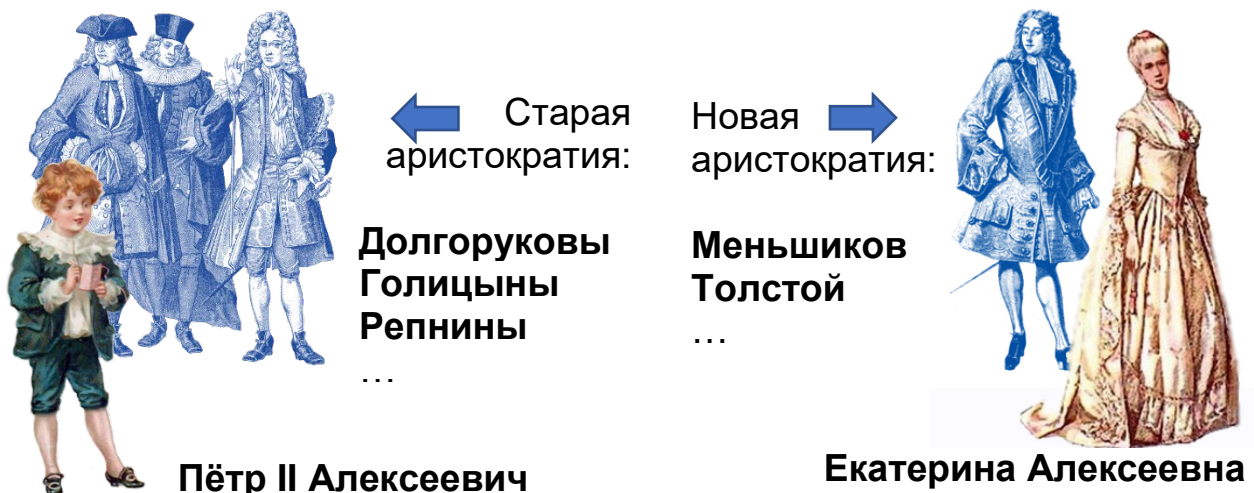 Старая
аристократия:
Долгоруковы
Голицыны
Репнины
…
Пётр II Алексеевич
Новая
аристократия:
Меньшиков
Толстой
…
Екатерина Алексеевна